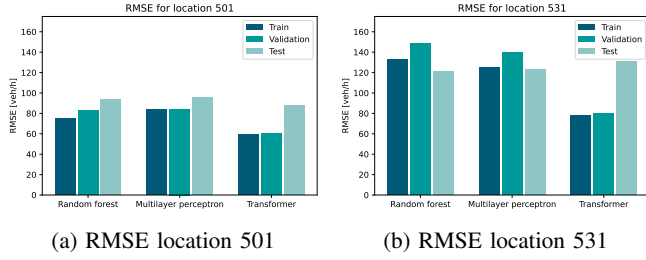 RMSE for location 501
RMSE [veh/h]
160
140
120
100
80
60
40
20
0
Train
Validation
Test
Random forest
Multilayer perceptron
Transformer
(a) RMSE location 501
RMSE for location 531
RMSE [veh/h]
160
140
120
100
80
60
40
20
0
Train
Validation
Test
Random forest
Multilayer perceptron
Transformer
(b) RMSE location 531